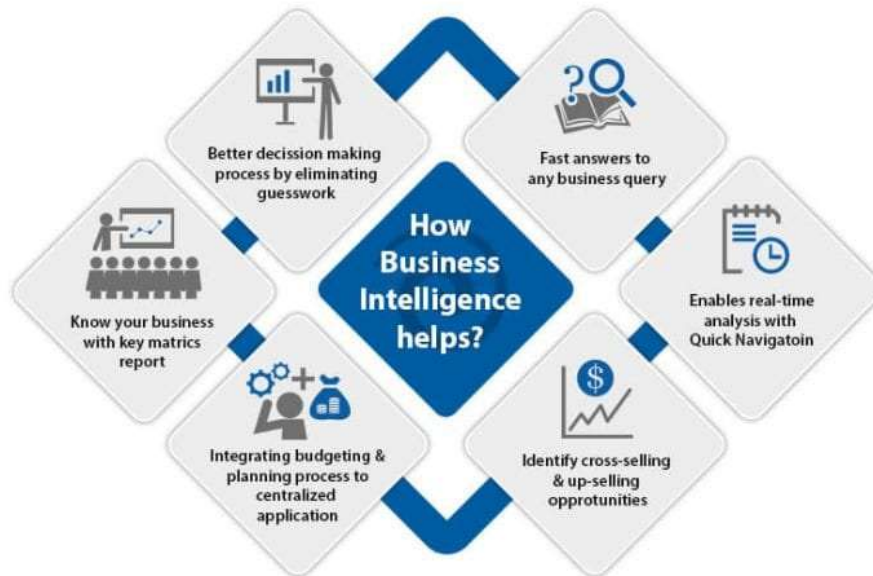 Better decission making
process by eliminating
guesswork
?
Fast answers to
any business query
How
Business
Intelligence
helps?
Know your business
with key matrics
report
Enables real-time
analysis with
Quick Navigatoin
Integrating budgeting &
planning process to
centralized
application
$
Identify cross-selling
& up-selling
opprotunities